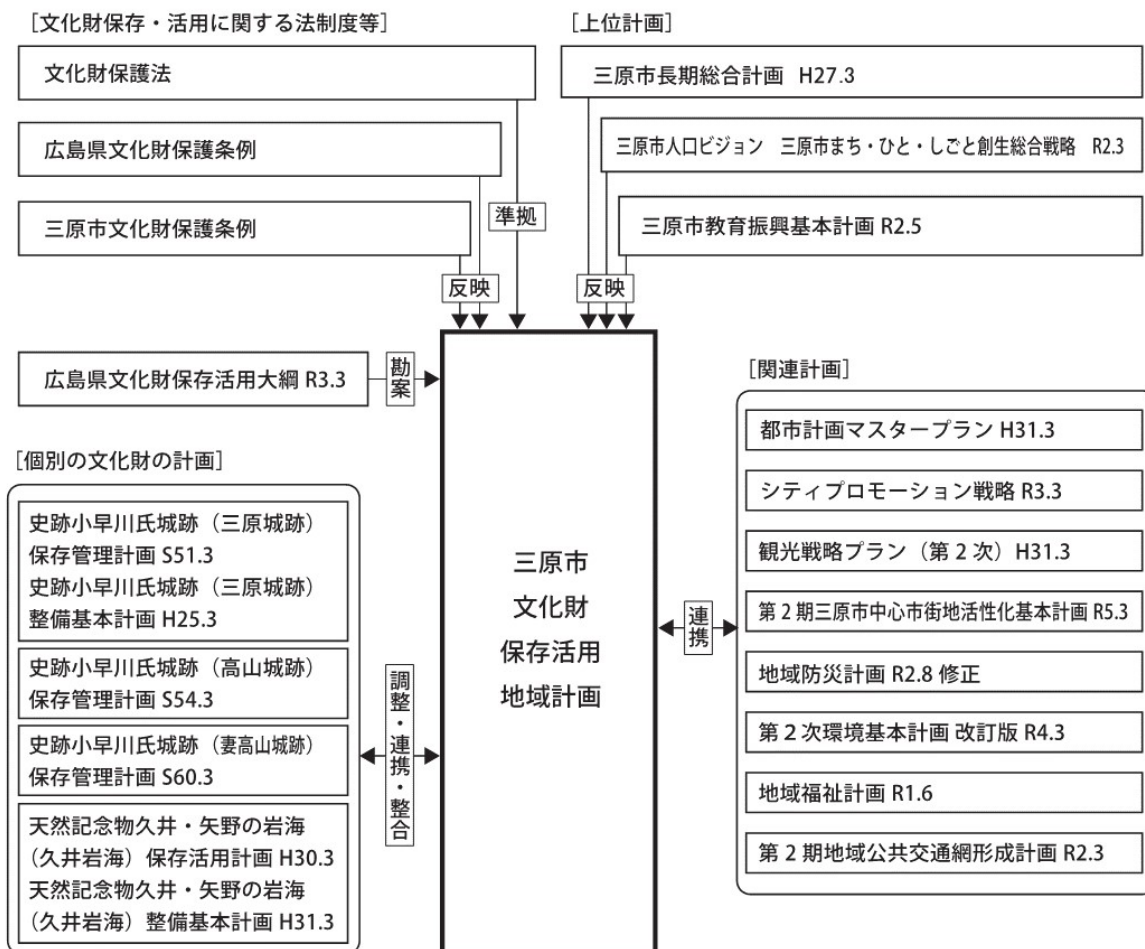 ［文化財保存・活用に関する法制度等］
文化財保護法
広島県文化財保護条例
三原市文化財保護条例
準拠
反映
［上位計画］
三原市長期総合計画 H27.3
三原市人口ビジョン　三原市まち・ひと・しごと創生総合戦略　R2.3
三原市教育振興基本計画 R2.5
反映
広島県文化財保存活用大綱 R3.3
勘案
［個別の文化財の計画］
史跡小早川氏城跡（三原城跡）
保存管理計画 S51.3
史跡小早川氏城跡（三原城跡）
整備基本計画 H25.3
史跡小早川氏城跡（高山城跡）
保存管理計画 S54.3
史跡小早川氏城跡（妻高山城跡）
保存管理計画 S60.3
天然記念物久井・矢野の岩海
（久井岩海）保存活用計画 H30.3
天然記念物久井・矢野の岩海
（久井岩海）整備基本計画 H31.3
調整・連携・整合
三原市
文化財
保存活用
地域計画
連携
［関連計画］
都市計画マスタープラン H31.3
シティプロモーション戦略 R3.3
観光戦略プラン（第 2 次）H31.3
第 2 期三原市中心市街地活性化基本計画 R5.3
地域防災計画 R2.8 修正
第 2 次環境基本計画 改訂版 R4.3
地域福祉計画 R1.6
第 2 期地域公共交通網形成計画 R2.3